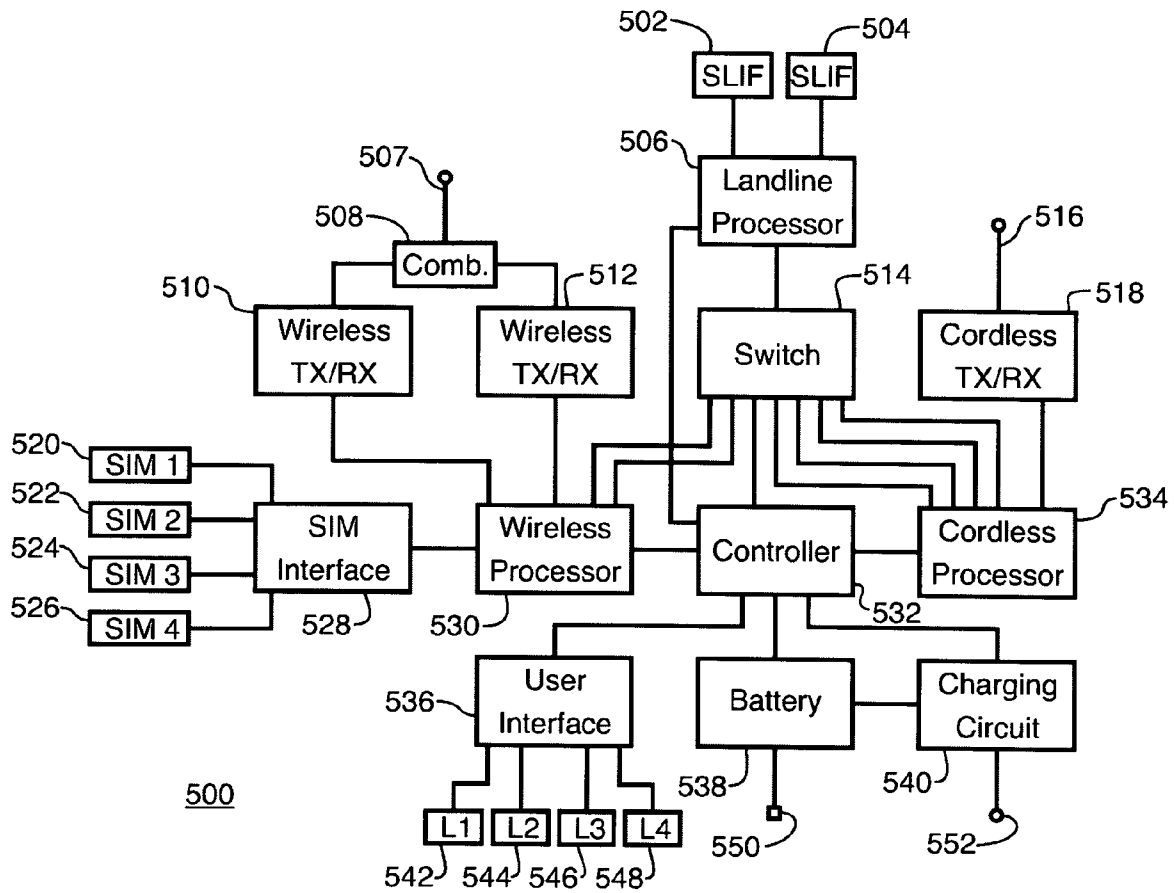 502
504
SLIF
SLIF
506
507
Landline
Processor
508
516
Comb.
510
512
514
518
Wireless
TX/RX
Wireless
TX/RX
Switch
Cordless
TX/RX
520
SIM 1
522
SIM 2
524
SIM 3
526
SIM 4
SIM
Interface
528
Wireless
Processor
530
Controller
532
Cordless
Processor
534
536
User
Interface
Battery
538
Charging
Circuit
540
500
L1
L2
L3
L4
542
544
546
548
550
552